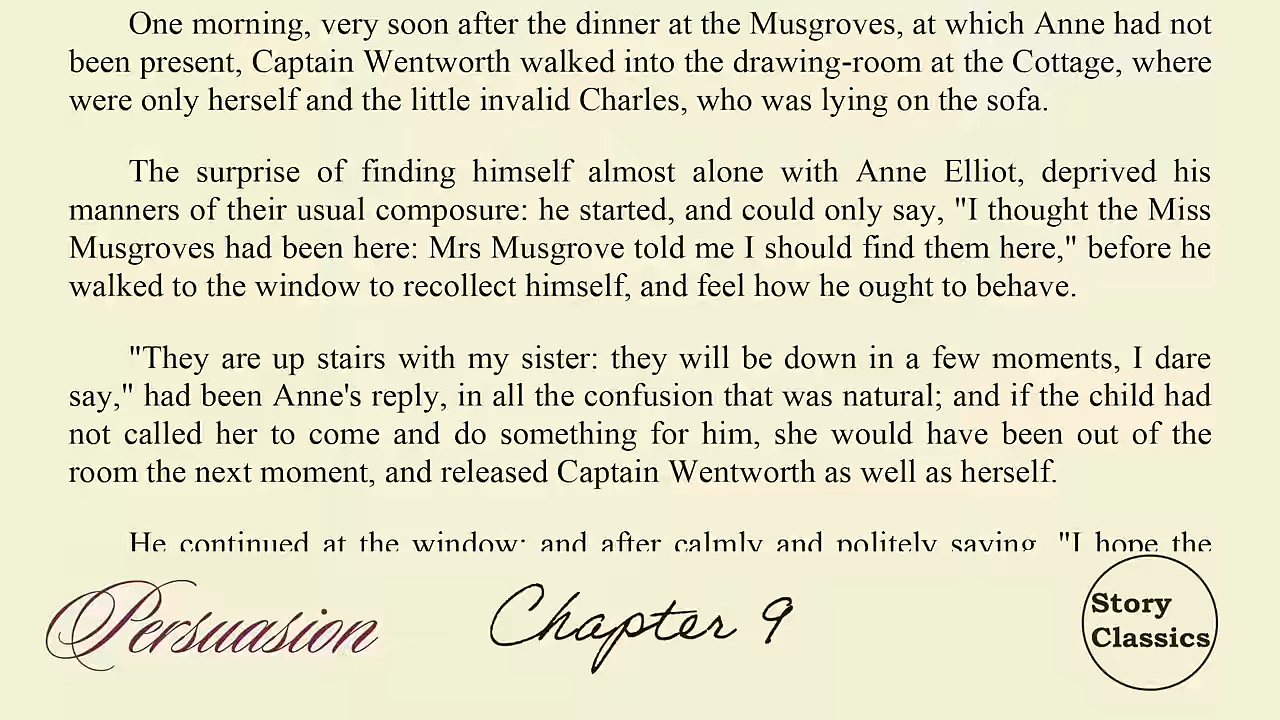 One morning, very soon after the dinner at the Musgroves, at which Anne had not
been present, Captain Wentworth walked into the drawing-room at the Cottage, where
were only herself and the little invalid Charles, who was lying on the sofa.
The surprise of finding himself almost alone with Anne Elliot, deprived his
manners of their usual composure: he started, and could only say, "I thought the Miss
Musgroves had been here: Mrs Musgrove told me I should find them here," before he
walked to the window to recollect himself, and feel how he ought to behave.
"They are up stairs with my sister: they will be down in a few moments, I dare
say," had been Anne's reply, in all the confusion that was natural; and if the child had
not called her to come and do something for him, she would have been out of the
room the next moment, and released Captain Wentworth as well as herself.
He continued at the window; and after calmly and politely saying, "I hope the
Persuasion
Chapter 9
Story
Classics